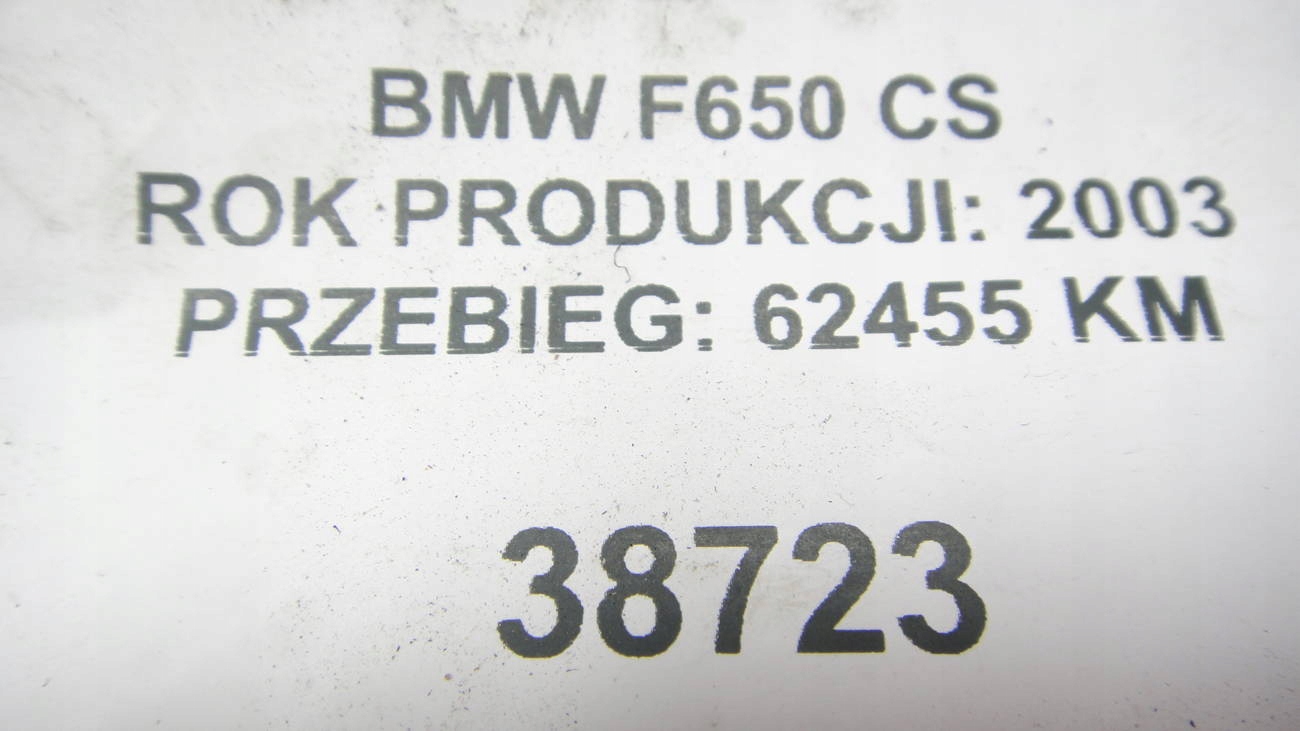 BMW F650 CS
ROK PRODUKCJI: 2003
PRZEBIEG: 62455 KM
38723